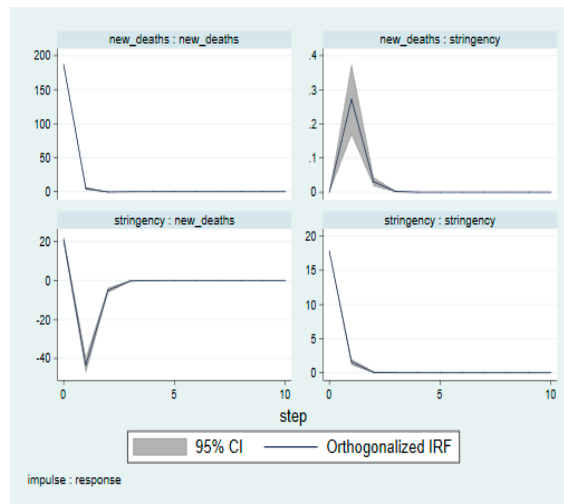 new_deaths : new_deaths
new_deaths : stringency
200
150
100
50
0
.4
.3
.2
.1
0
stringency : new_deaths
stringency : stringency
20
0
-20
-40
20
15
10
5
0
0 5 10
0 5 10
step
95% CI Orthogonalized IRF
impulse : response